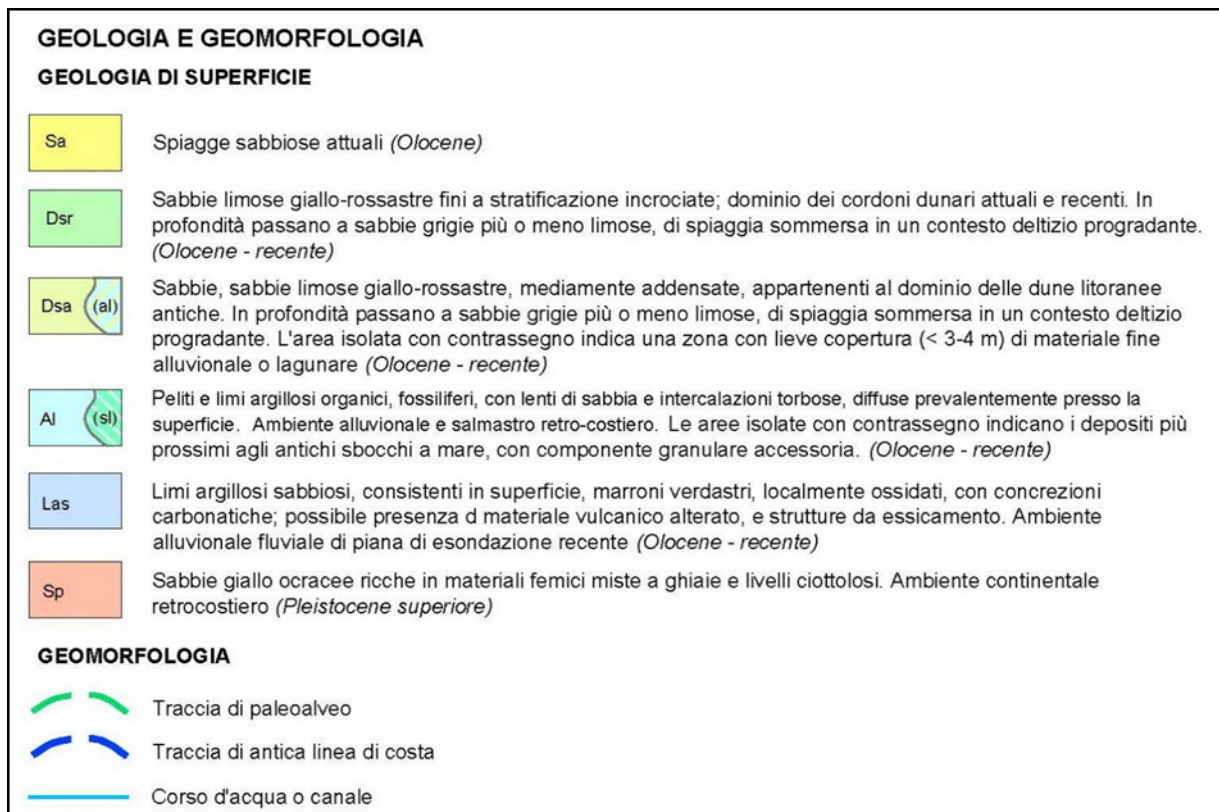 GEOLOGIA E GEOMORFOLOGIA
GEOLOGIA DI SUPERFICIE
Sa
Spiagge sabbiose attuali (Olocene)
Dsr
Sabbie limose giallo-rossastre fini a stratificazione incrociate; dominio dei cordoni dunari attuali e recenti. In
profondità passano a sabbie grigie più o meno limose, di spiaggia sommersa in un contesto deltizio progradante.
(Olocene - recente)
Dsa (al)
Sabbie, sabbie limose giallo-rossastre, mediamente addensate, appartenenti al dominio delle dune litoranee
antiche. In profondità passano a sabbie grigie più o meno limose, di spiaggia sommersa in un contesto deltizio
progradante. L'area isolata con contrassegno indica una zona con lieve copertura (< 3-4 m) di materiale fine
alluvionale o lagunare (Olocene - recente)
Al (sl)
Peliti e limi argillosi organici, fossiliferi, con lenti di sabbia e intercalazioni torbose, diffuse prevalentemente presso la
superficie. Ambiente alluvionale e salmastro retro-costiero. Le aree isolate con contrassegno indicano i depositi più
prossimi agli antichi sbocchi a mare, con componente granulare accessoria. (Olocene - recente)
Las
Limi argillosi sabbiosi, consistenti in superficie, marroni verdastri, localmente ossidati, con concrezioni
carbonatiche; possibile presenza d materiale vulcanico alterato, e strutture da essicamento. Ambiente
alluvionale fluviale di piana di esondazione recente (Olocene - recente)
Sp
Sabbie giallo ocracee ricche in materiali femici miste a ghiaie e livelli ciottolosi. Ambiente continentale
retrocostiero (Pleistocene superiore)
GEOMORFOLOGIA
Traccia di paleoalveo
Traccia di antica linea di costa
Corso d'acqua o canale